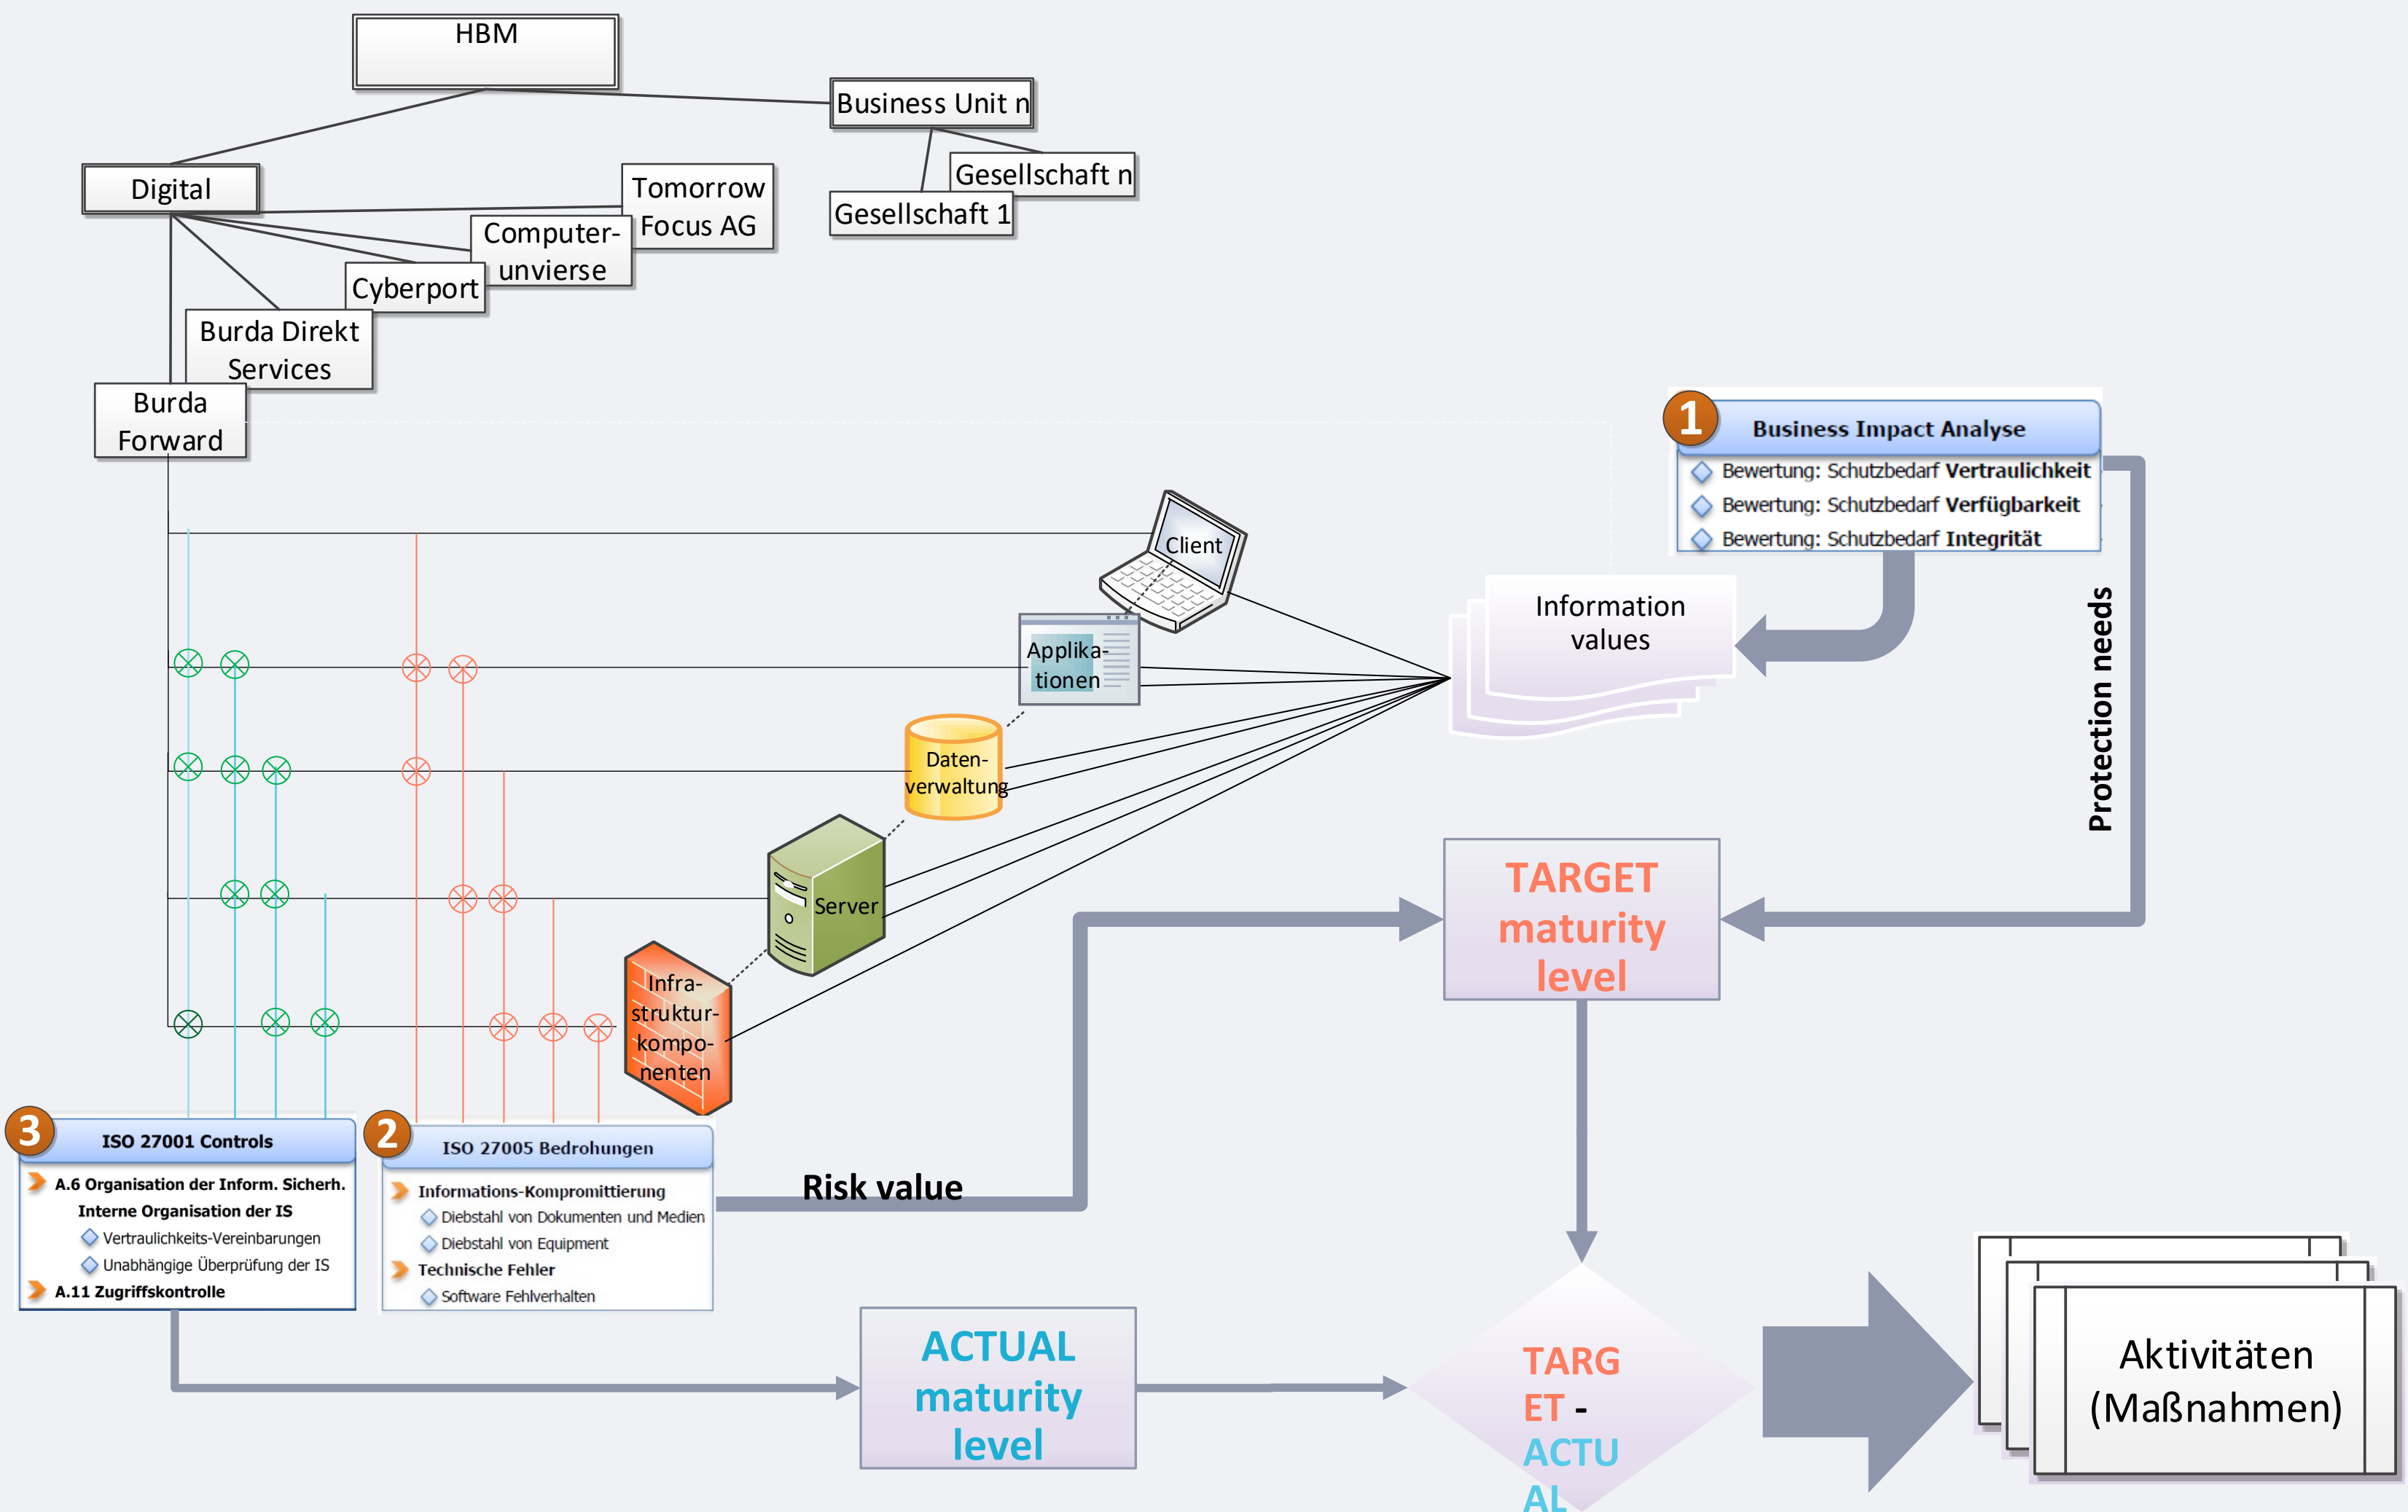 HBM
Business Unit n
Gesellschaft n
Gesellschaft 1
Digital
Tomorrow
Focus AG
Computer-
unvierse
Cyberport
Burda Direkt
Services
Burda
Forward
1
Business Impact Analyse
Bewertung: Schutzbedarf Vertraulichkeit
Bewertung: Schutzbedarf Verfügbarkeit
Bewertung: Schutzbedarf Integrität
Client
Information
values
Applika-
tionen
Protection needs
Daten-
verwaltung
Server
TARGET
maturity
level
Infra-
struktur-
kompo-
nenten
3
ISO 27001 Controls
A.6 Organisation der Inform. Sicherh.
Interne Organisation der IS
Vertraulichkeits-Vereinbarungen
Unabhängige Überprüfung der IS
A.11 Zugriffskontrolle
2
ISO 27005 Bedrohungen
Informations-Kompromittierung
Diebstahl von Dokumenten und Medien
Diebstahl von Equipment
Technische Fehler
Software Fehlverhalten
Risk value
ACTUAL
maturity
level
TARG
ET -
ACTU
AL
Aktivitäten
(Maßnahmen)